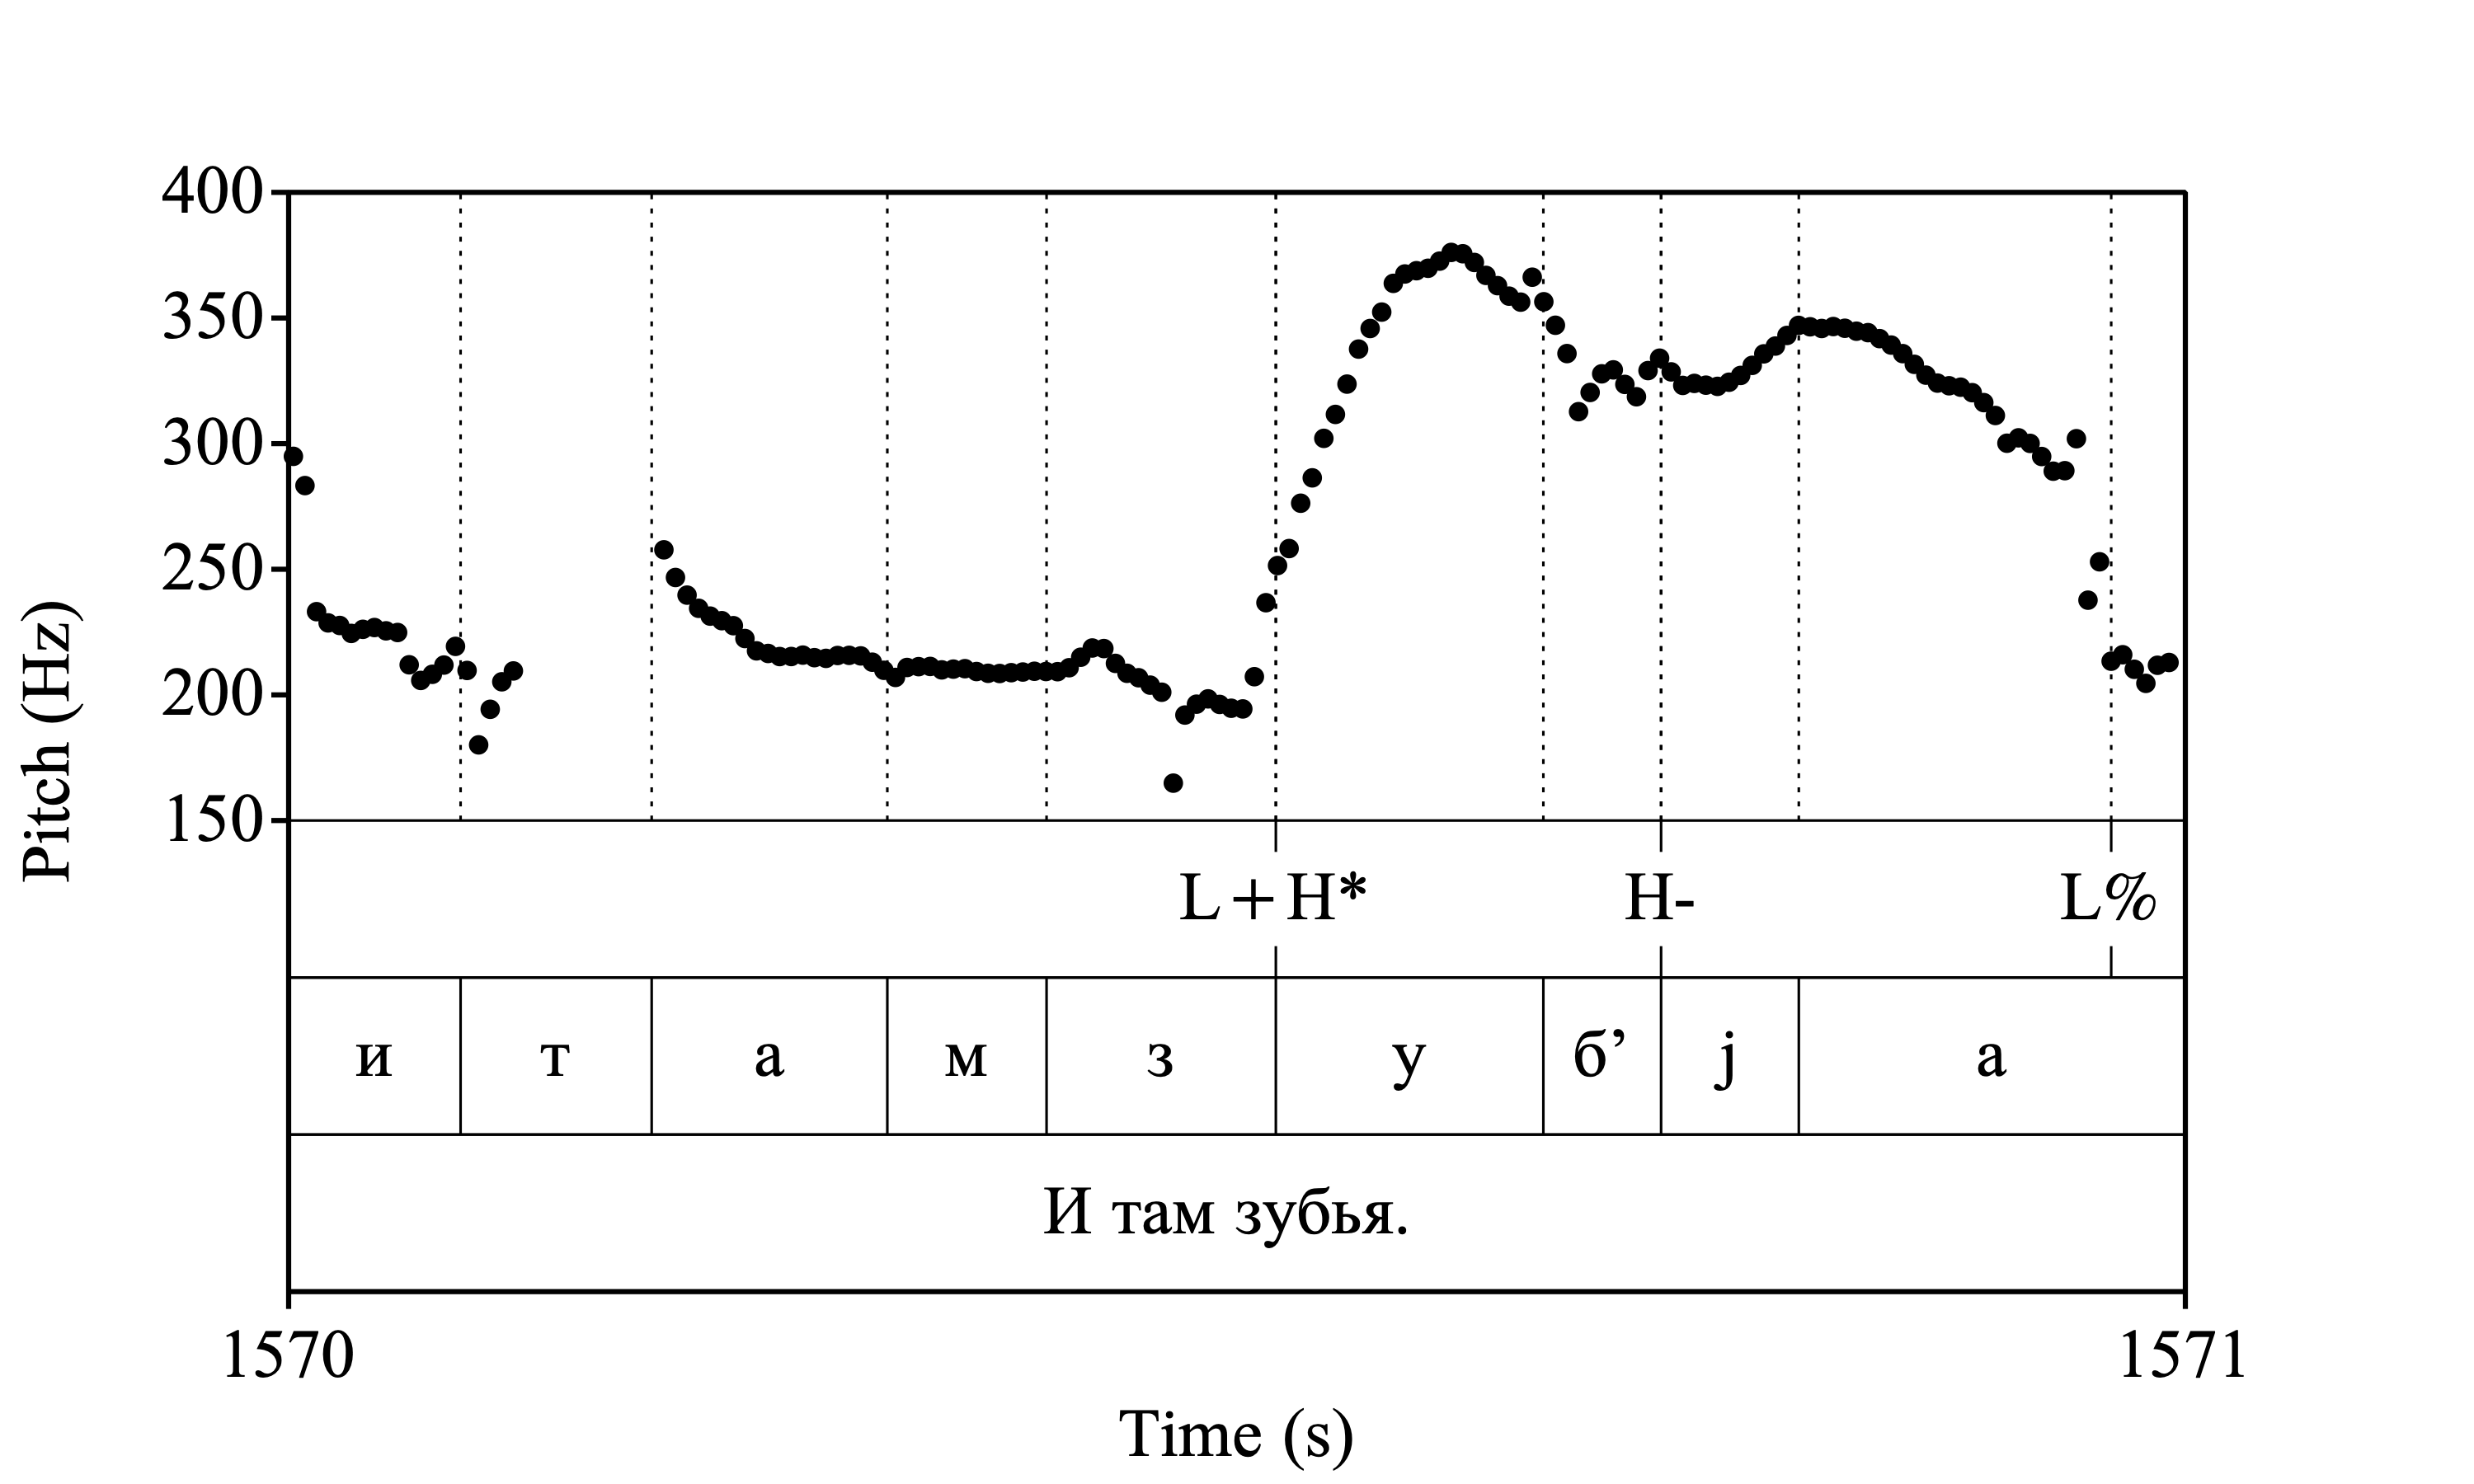 400
350
300
250
200
150
Pitch (Hz)
L+H* H- L%
и т а м з у б’ j а
И там зубья.
1570 1571
Time (s)